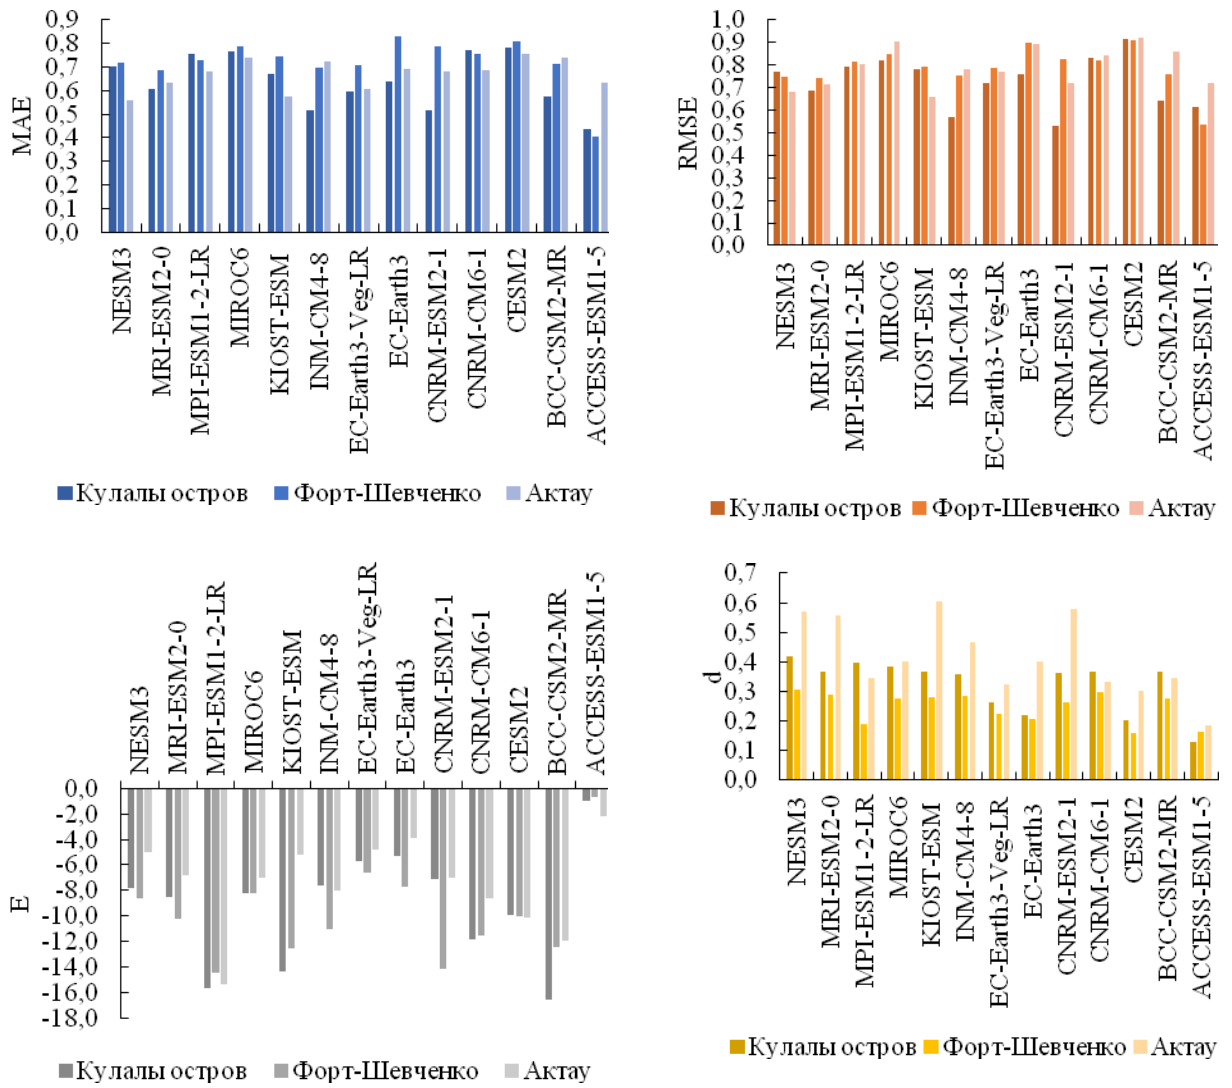 0,9
0,8
0,7
0,6
0,5
0,4
0,3
0,2
0,1
0,0
MAE
NESM3
MRI-ESM2-0
MPI-ESM1-2-LR
MIROC6
KIOST-ESM
INM-CM4-8
EC-Earth3-Veg-LR
EC-Earth3
CNRM-ESM2-1
CNRM-CM6-1
CESM2
BCC-CSM2-MR
ACCESS-ESM1-5
Кулалы остров Форт-Шевченко Актау
1,0
0,9
0,8
0,7
0,6
0,5
0,4
0,3
0,2
0,1
0,0
RMSE
NESM3
MRI-ESM2-0
MPI-ESM1-2-LR
MIROC6
KIOST-ESM
INM-CM4-8
EC-Earth3-Veg-LR
EC-Earth3
CNRM-ESM2-1
CNRM-CM6-1
CESM2
BCC-CSM2-MR
ACCESS-ESM1-5
Кулалы остров Форт-Шевченко Актау
NESM3
MRI-ESM2-0
MPI-ESM1-2-LR
MIROC6
KIOST-ESM
INM-CM4-8
EC-Earth3-Veg-LR
EC-Earth3
CNRM-ESM2-1
CNRM-CM6-1
CESM2
BCC-CSM2-MR
ACCESS-ESM1-5
0,0
-2,0
-4,0
-6,0
-8,0
-10,0
-12,0
-14,0
-16,0
-18,0
E
Кулалы остров Форт-Шевченко Актау
0,7
0,6
0,5
0,4
0,3
0,2
0,1
0,0
d
NESM3
MRI-ESM2-0
MPI-ESM1-2-LR
MIROC6
KIOST-ESM
INM-CM4-8
EC-Earth3-Veg-LR
EC-Earth3
CNRM-ESM2-1
CNRM-CM6-1
CESM2
BCC-CSM2-MR
ACCESS-ESM1-5
Кулалы остров Форт-Шевченко Актау